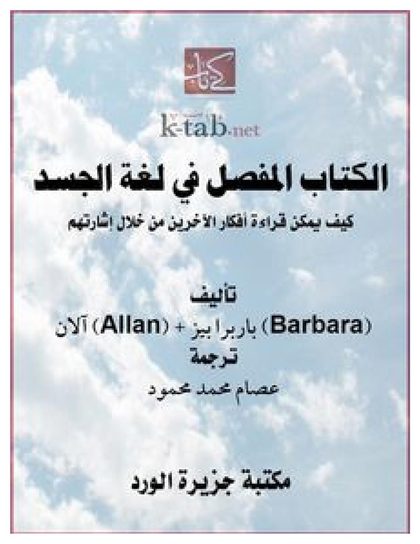 كتاب
k-tab.net
الكتاب المفصل في لغة الجسد
كيف يمكن قراءة أفكار الآخرين من خلال إشارتهم
تأليف
(Barbara) باربرا بيز + (Allan) آلان
ترجمة
عصام محمد محمود
مكتبة جزيرة الورد